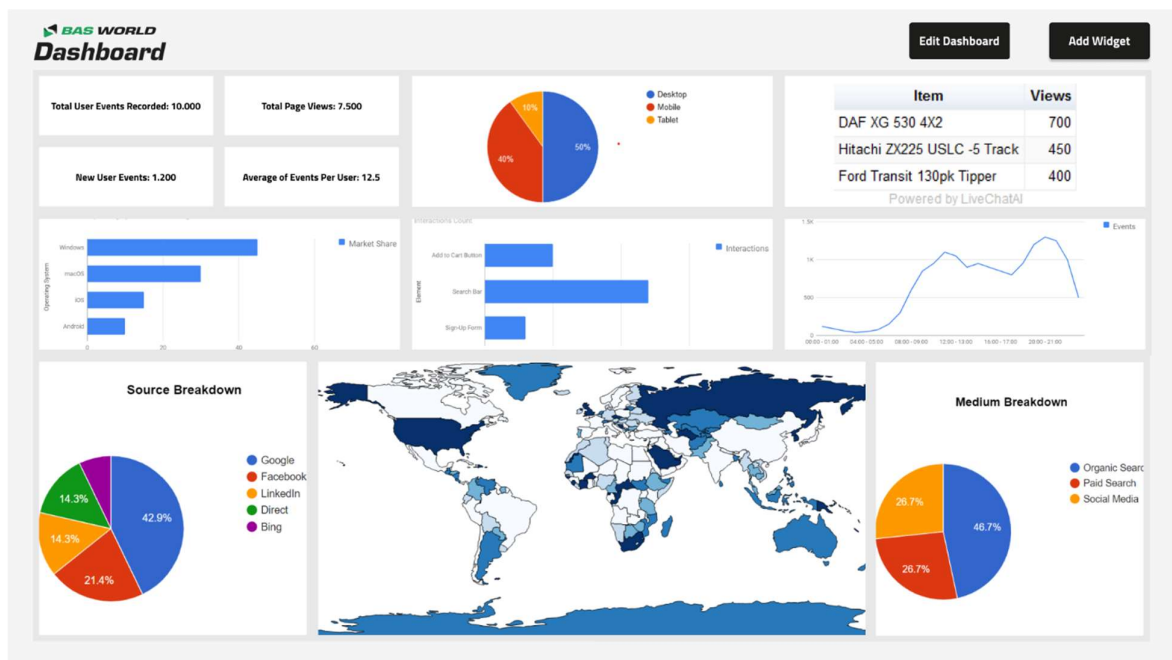 BAS WORLD
Dashboard
Edit Dashboard
Add Widget
Total User Events Recorded: 10.000
Total Page Views: 7.500
New User Events: 1.200
Average of Events Per User: 12.5
50%
40%
10%
Desktop
Mobile
Tablet
Item Views
DAF XG 530 4X2 700
Hitachi ZX225 USLC -5 Track 450
Ford Transit 130pk Tipper 400
Powered by LiveChatAI
Operating System
Windows
macOS
iOS
Android
0 20 40 60
Market Share
Interactions Count
Element
Add to Cart Button
Search Bar
Sign-Up Form
Interactions
1.5K
1K
500
0
00:00 - 01:00 04:00 - 05:00 08:00 - 09:00 12:00 - 13:00 16:00 - 17:00 20:00 - 21:00
Events
Source Breakdown
42.9%
21.4%
14.3%
14.3%
Google
Facebook
LinkedIn
Direct
Bing
Medium Breakdown
46.7%
26.7%
26.7%
Organic Searc
Paid Search
Social Media